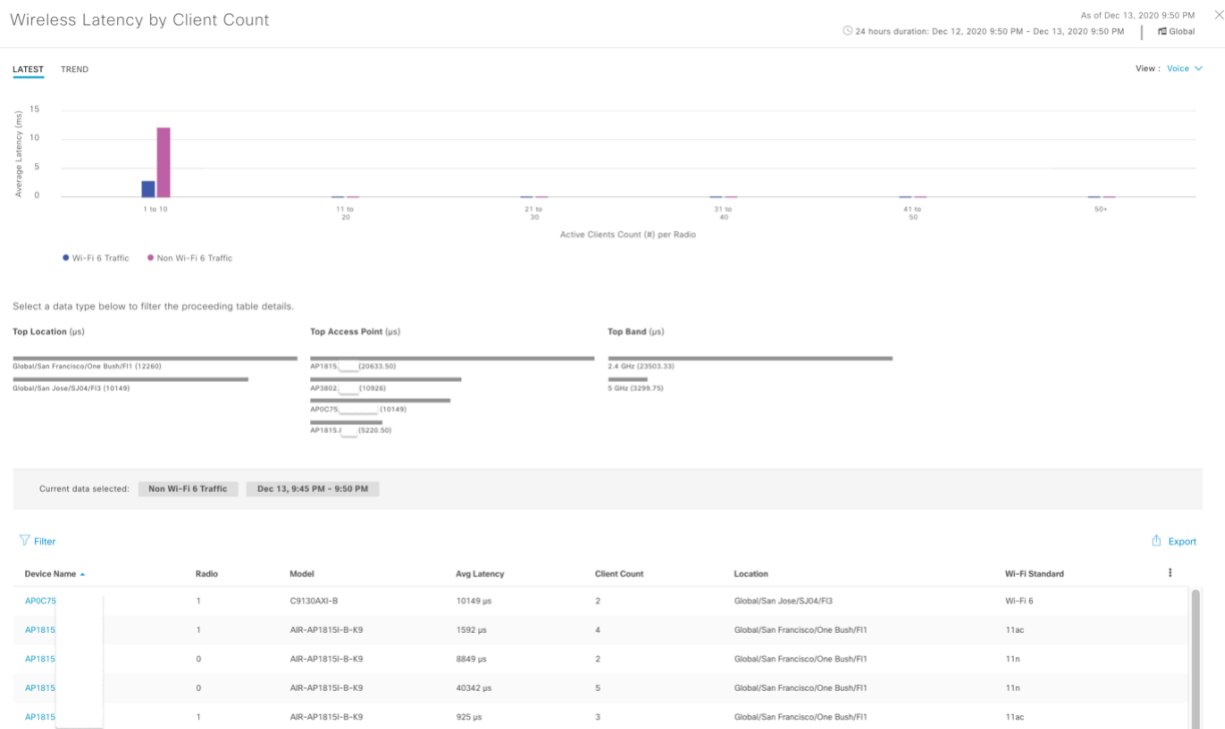 Wireless Latency by Client Count
As of Dec 13, 2020 9:50 PM
24 hours duration: Dec 12, 2020 9:50 PM - Dec 13, 2020 9:50 PM
Global
LATEST TREND
View : Voice
Average Latency (ms)
15
10
5
0
1 to 10
11 to 20
21 to 30
31 to 40
41 to 50
50+
Active Clients Count (#) per Radio
Wi-Fi 6 Traffic Non Wi-Fi 6 Traffic
Select a data type below to filter the proceeding table details.
Top Location (µs) Top Access Point (µs) Top Band (µs)
Global/San Francisco/One Bush/Fl1 (12260) AP1815. (20633.50) 2.4 GHz (23503.33)
Global/San Jose/SJ04/Fl3 (10149) AP3802. (10926) 5 GHz (3299.75)
AP0C75. (10149)
AP1815. (5220.50)
Current data selected: Non Wi-Fi 6 Traffic Dec 13, 9:45 PM - 9:50 PM
Filter Export
Device Name Radio Model Avg Latency Client Count Location Wi-Fi Standard
AP0C75 1 C9130AXI-B 10149 µs 2 Global/San Jose/SJ04/Fl3 Wi-Fi 6
AP1815 1 AIR-AP1815I-B-K9 1592 µs 4 Global/San Francisco/One Bush/Fl1 11ac
AP1815 0 AIR-AP1815I-B-K9 8849 µs 2 Global/San Francisco/One Bush/Fl1 11n
AP1815 0 AIR-AP1815I-B-K9 40342 µs 5 Global/San Francisco/One Bush/Fl1 11n
AP1815 1 AIR-AP1815I-B-K9 925 µs 3 Global/San Francisco/One Bush/Fl1 11ac